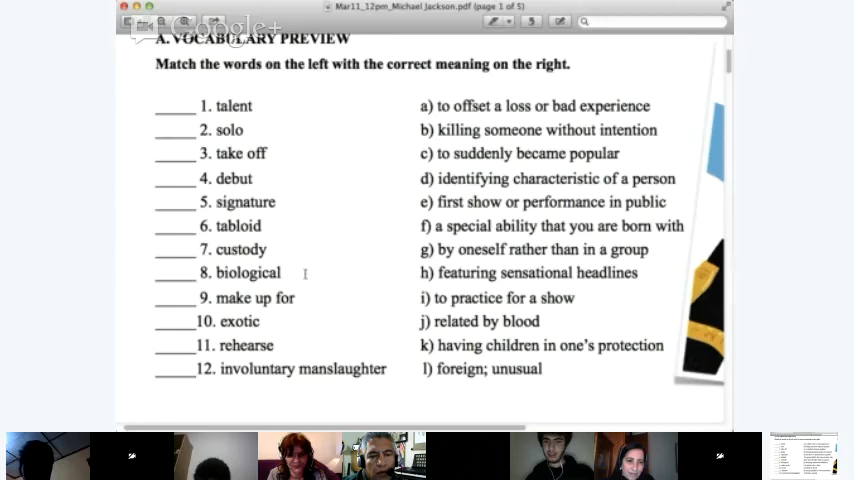 Mar11_12pm_Michael Jackson.pdf (page 1 of 5)
Google+
A. VOCABULARY PREVIEW
Match the words on the left with the correct meaning on the right.
_____ 1. talent a) to offset a loss or bad experience
_____ 2. solo b) killing someone without intention
_____ 3. take off c) to suddenly became popular
_____ 4. debut d) identifying characteristic of a person
_____ 5. signature e) first show or performance in public
_____ 6. tabloid f) a special ability that you are born with
_____ 7. custody g) by oneself rather than in a group
_____ 8. biological h) featuring sensational headlines
_____ 9. make up for i) to practice for a show
_____10. exotic j) related by blood
_____11. rehearse k) having children in one's protection
_____12. involuntary manslaughter l) foreign; unusual